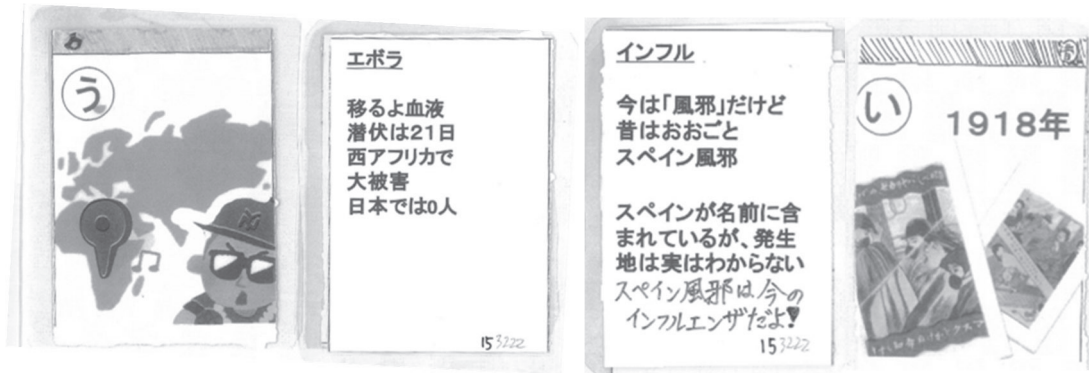 う
エボラ
移るよ血液
潜伏は21日
西アフリカで
大被害
日本では0人
153222
インフル
今は「風邪」だけど
昔はおおごと
スペイン風邪
スペインが名前に含
まれているが、発生
地は実はわからない
スペイン風邪は今の
インフルエンザだよ!
153222
い
1918年